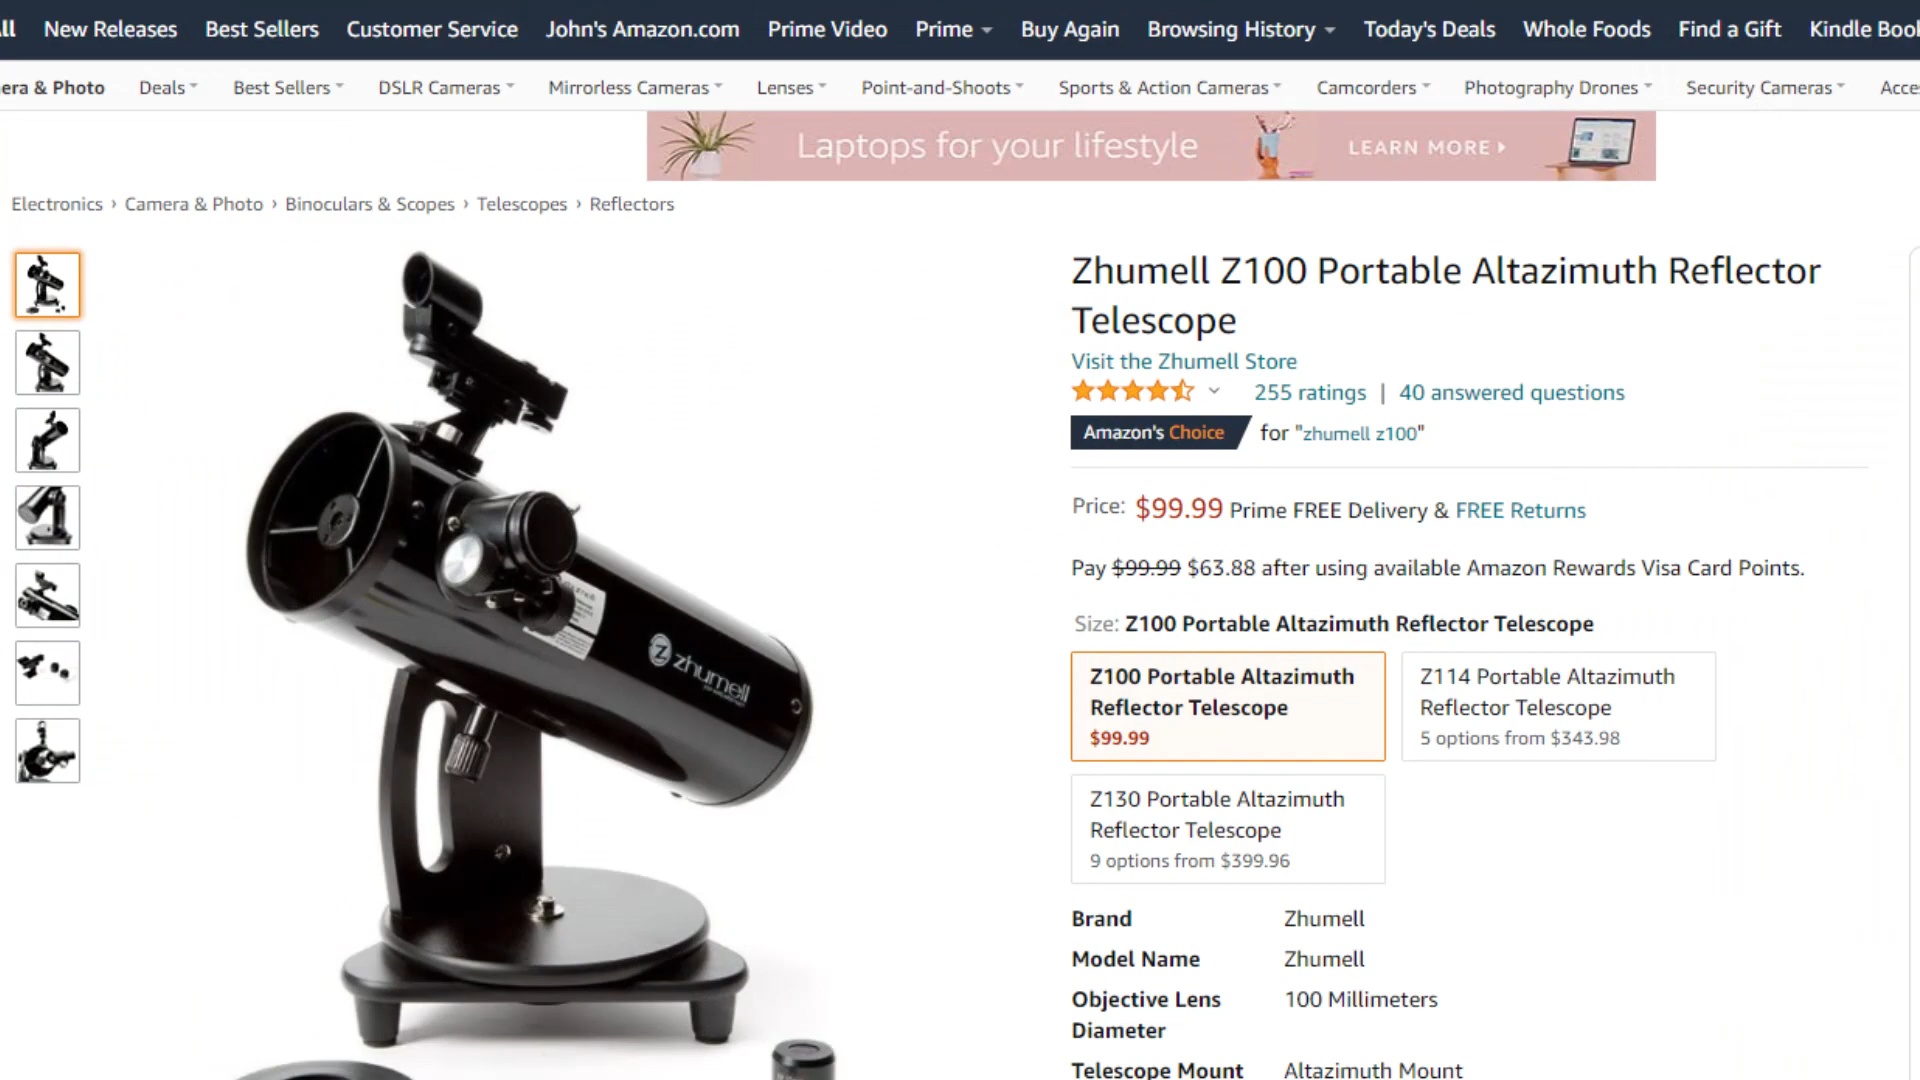 ll New Releases Best Sellers Customer Service John's Amazon.com Prime Video Prime Buy Again Browsing History Today's Deals Whole Foods Find a Gift Kindle Book
era & Photo Deals Best Sellers DSLR Cameras Mirrorless Cameras Lenses Point-and-Shoots Sports & Action Cameras Camcorders Photography Drones Security Cameras Acce
Laptops for your lifestyle LEARN MORE
Electronics › Camera & Photo › Binoculars & Scopes › Telescopes › Reflectors
Zhumell Z100 Portable Altazimuth Reflector
Telescope
Visit the Zhumell Store
255 ratings | 40 answered questions
Amazon's Choice for "zhumell z100"
Price: $99.99 Prime FREE Delivery & FREE Returns
Pay $99.99 $63.88 after using available Amazon Rewards Visa Card Points.
Size: Z100 Portable Altazimuth Reflector Telescope
Z100 Portable Altazimuth
Reflector Telescope
$99.99
Z114 Portable Altazimuth
Reflector Telescope
5 options from $343.98
Z130 Portable Altazimuth
Reflector Telescope
9 options from $399.96
Brand Zhumell
Model Name Zhumell
Objective Lens 100 Millimeters
Diameter
Telescope Mount Altazimuth Mount
Z zhumell